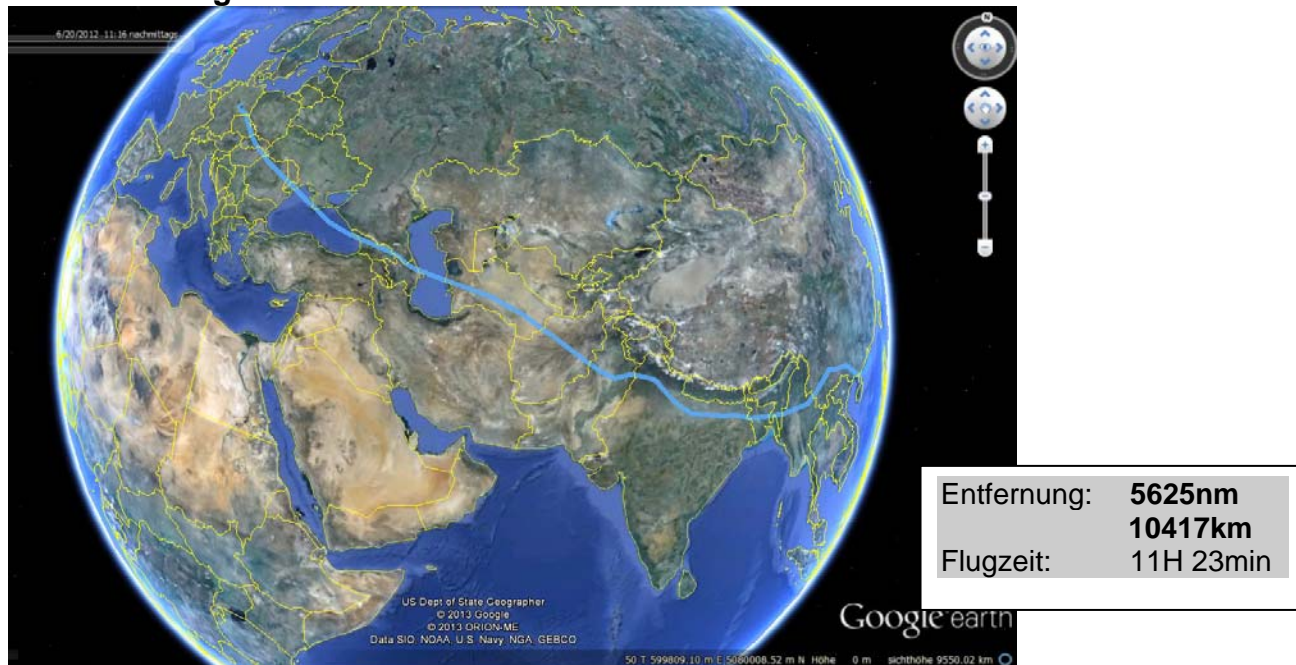 6/20/2012 11:16 nachmittags
N
US Dept of State Geographer
© 2013 Google
© 2013 ORION-ME
Data SIO, NOAA, U.S. Navy, NGA, GEBCO
Google earth
50 T 599809.10 m E 5080008.52 m N Höhe 0 m sichthöhe 9550.02 km
Entfernung: 5625nm
10417km
Flugzeit: 11H 23min